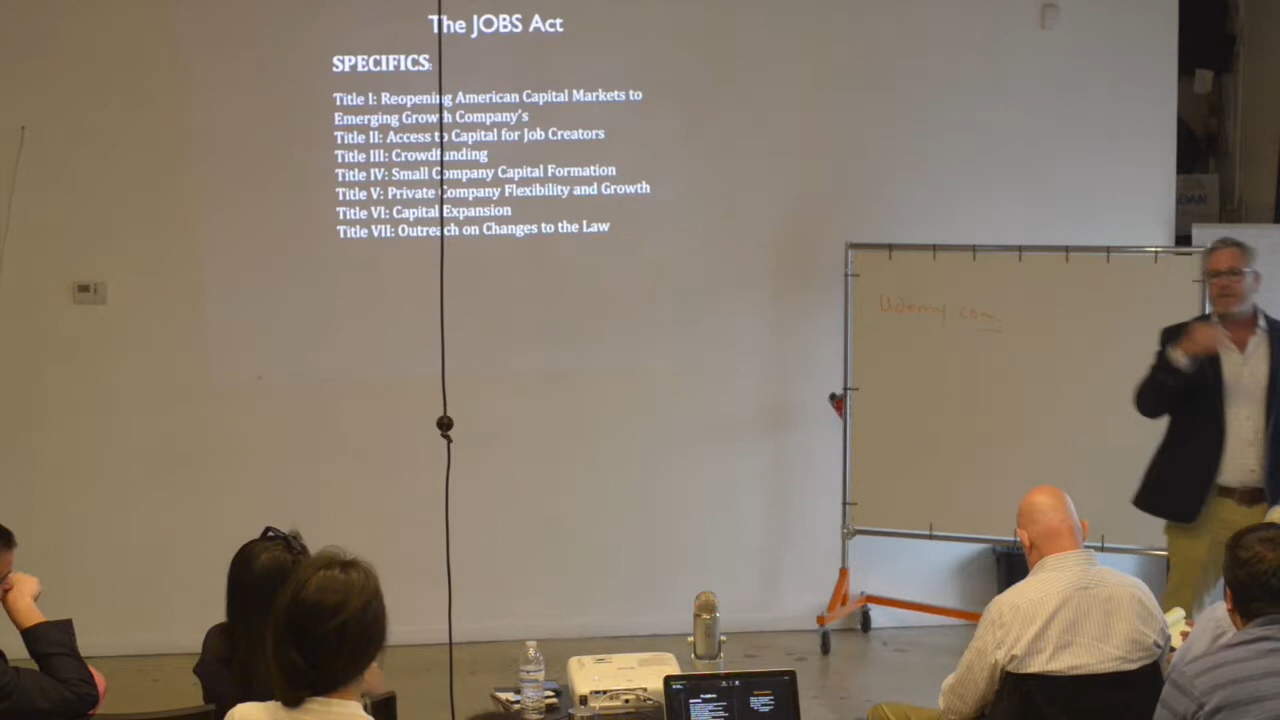 The JOBS Act
SPECIFICS:
Title I: Reopening American Capital Markets to
Emerging Growth Company's
Title II: Access to Capital for Job Creators
Title III: Crowdfunding
Title IV: Small Company Capital Formation
Title V: Private Company Flexibility and Growth
Title VI: Capital Expansion
Title VII: Outreach on Changes to the Law
Udemy.com